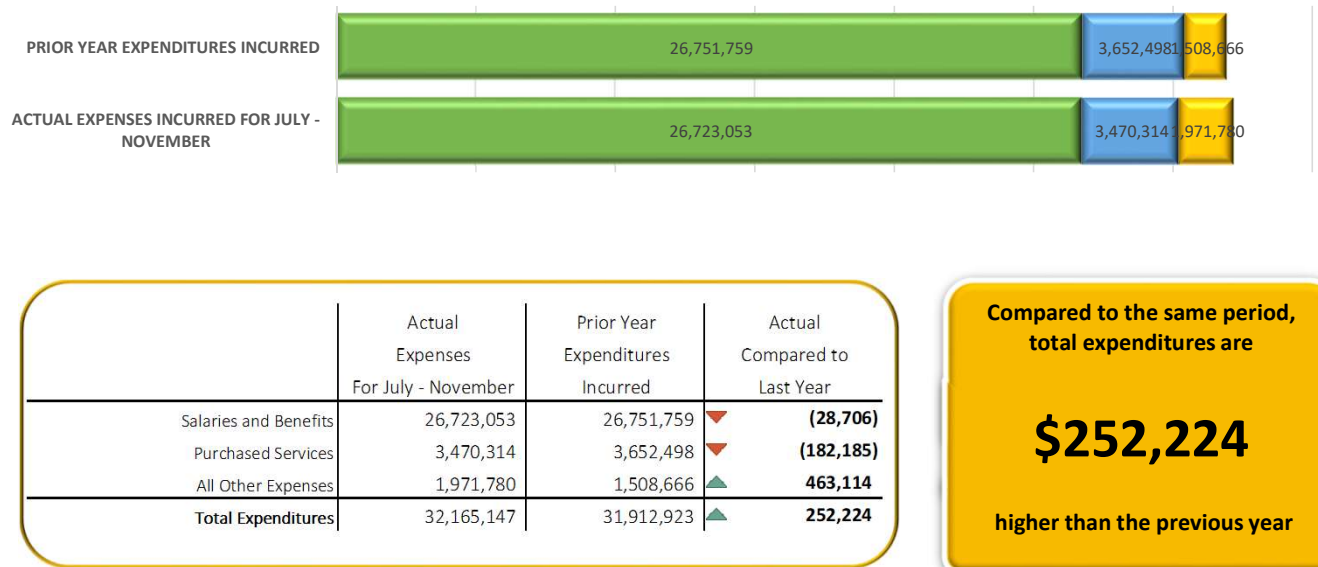 PRIOR YEAR EXPENDITURES INCURRED
26,751,759
3,652,498
1,508,666
ACTUAL EXPENSES INCURRED FOR JULY -
NOVEMBER
26,723,053
3,470,314
1,971,780
Actual Prior Year Actual
Expenses Expenditures Compared to
For July - November Incurred Last Year
Salaries and Benefits 26,723,053 26,751,759 (28,706)
Purchased Services 3,470,314 3,652,498 (182,185)
All Other Expenses 1,971,780 1,508,666 463,114
Total Expenditures 32,165,147 31,912,923 252,224
Compared to the same period,
total expenditures are
$252,224
higher than the previous year